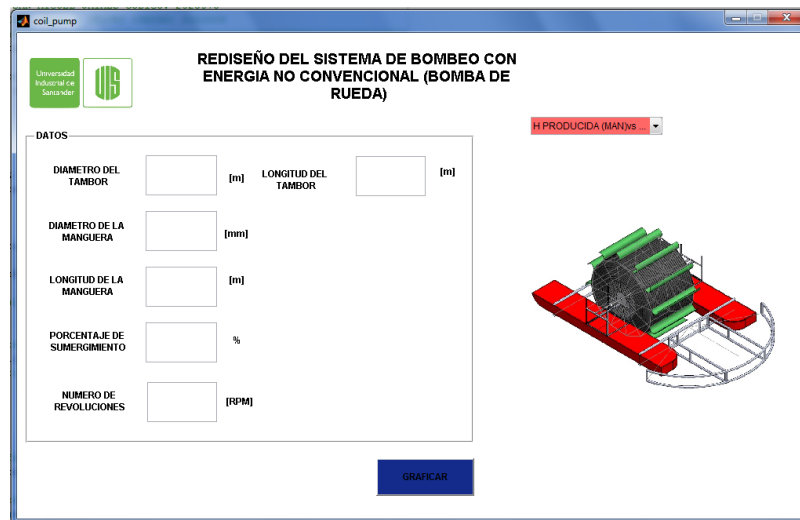 coil_pump
Universidad
Industrial de
Santander
UIS
REDISEÑO DEL SISTEMA DE BOMBEO CON
ENERGIA NO CONVENCIONAL (BOMBA DE
RUEDA)
H PRODUCIDA (MAN)vs ...
DATOS
DIAMETRO DEL
TAMBOR
[m]
LONGITUD DEL
TAMBOR
[m]
DIAMETRO DE LA
MANGUERA
[mm]
LONGITUD DE LA
MANGUERA
[m]
PORCENTAJE DE
SUMERGIMIENTO
%
NUMERO DE
REVOLUCIONES
[RPM]
GRAFICAR